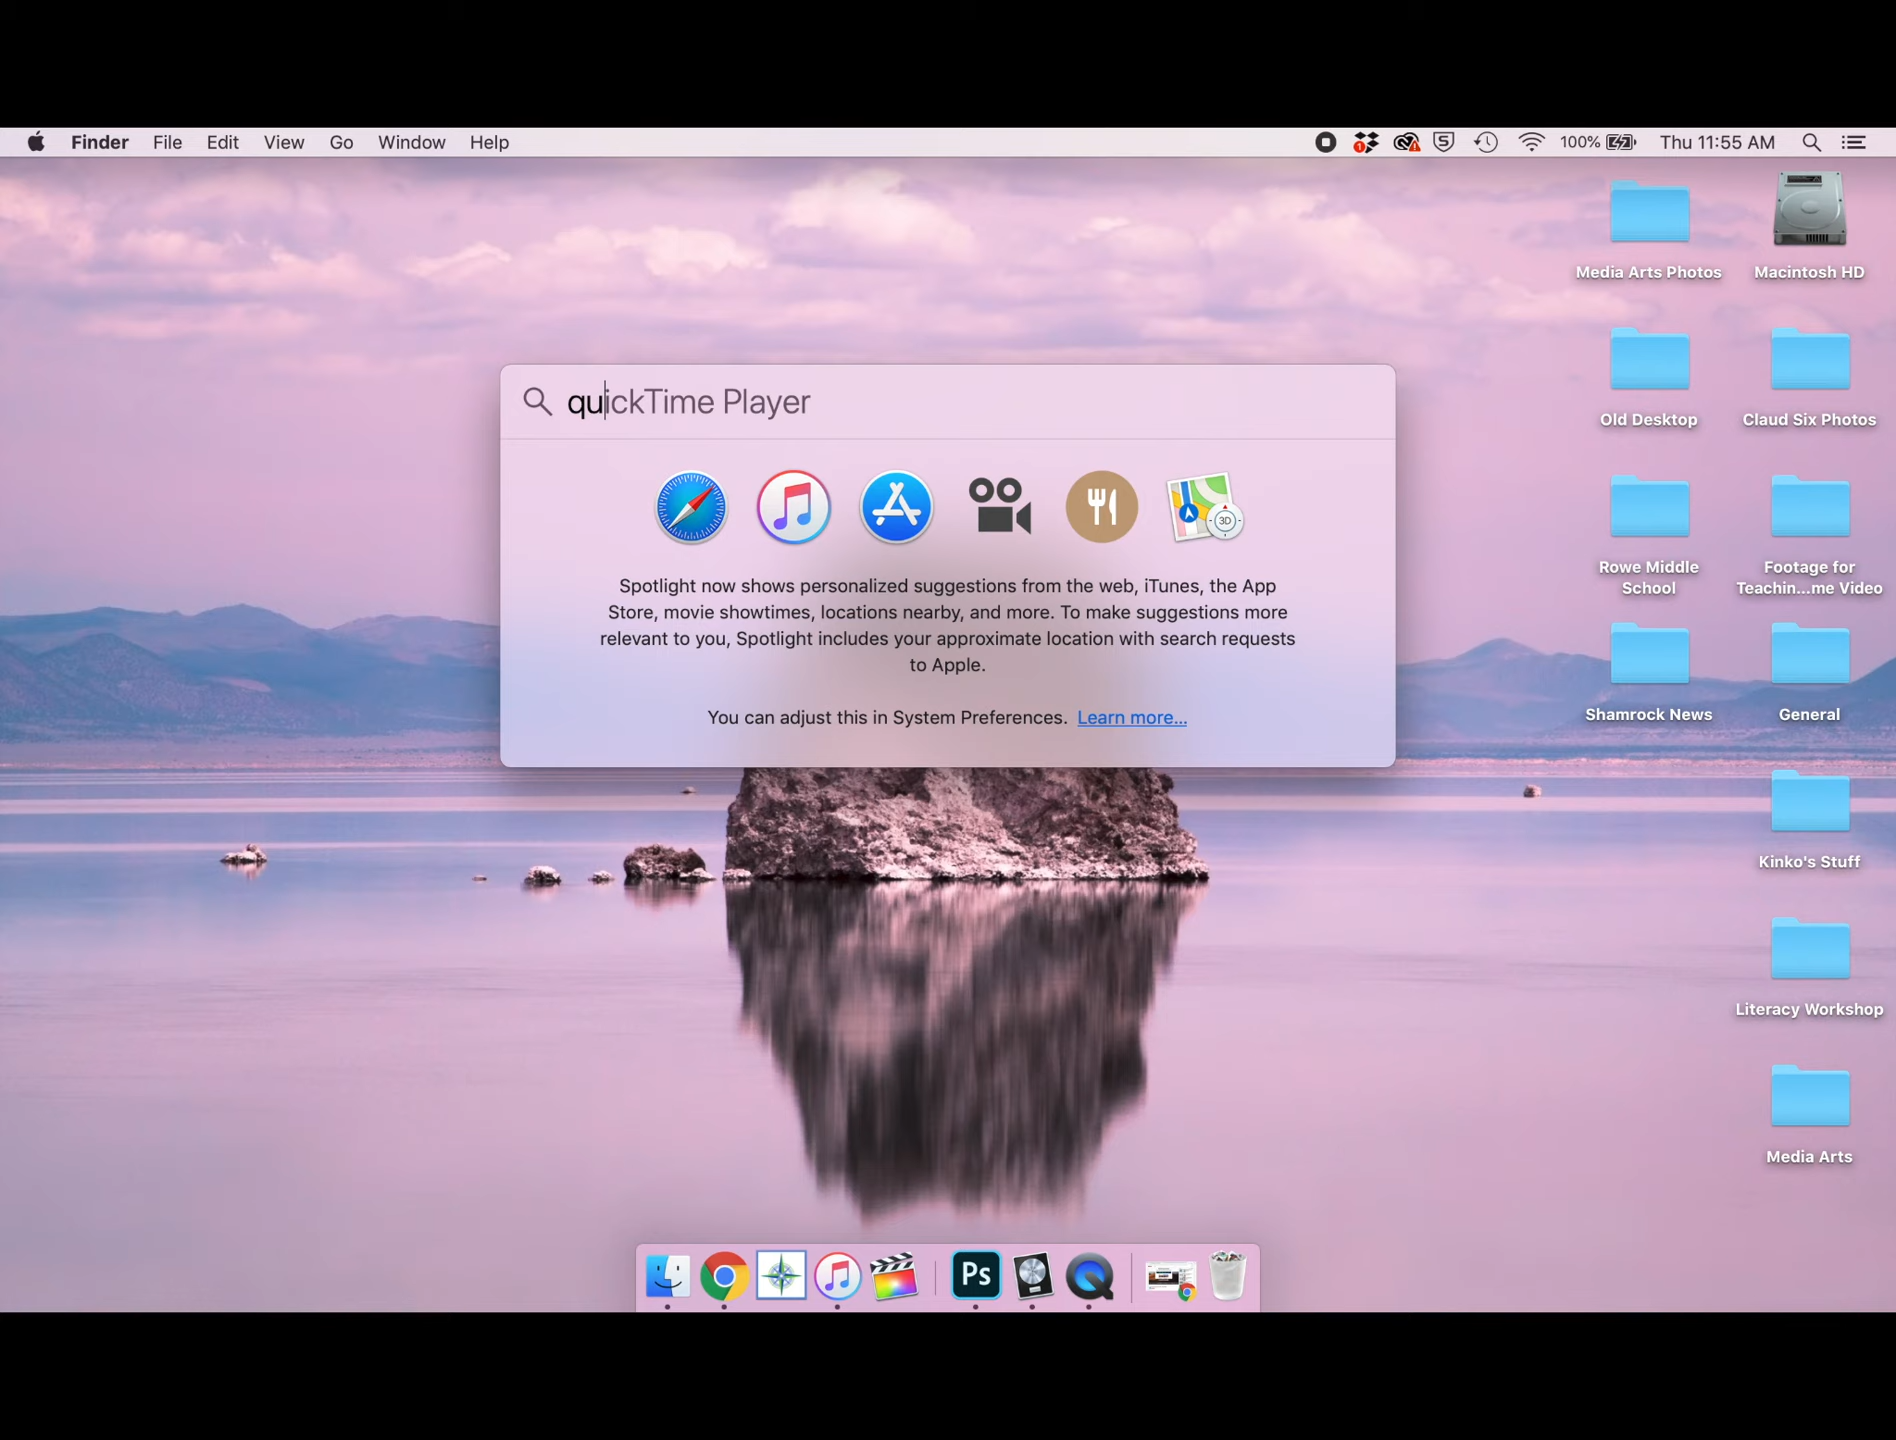 Finder File Edit View Go Window Help 100% Thu 11:55 AM
Media Arts Photos
Macintosh HD
quickTime Player
Old Desktop
Claud Six Photos
3D
Spotlight now shows personalized suggestions from the web, iTunes, the App
Store, movie showtimes, locations nearby, and more. To make suggestions more
relevant to you, Spotlight includes your approximate location with search requests
to Apple.
You can adjust this in System Preferences. Learn more...
Rowe Middle
School
Footage for
Teachin...me Video
Shamrock News
General
Kinko's Stuff
Literacy Workshop
Media Arts
Ps